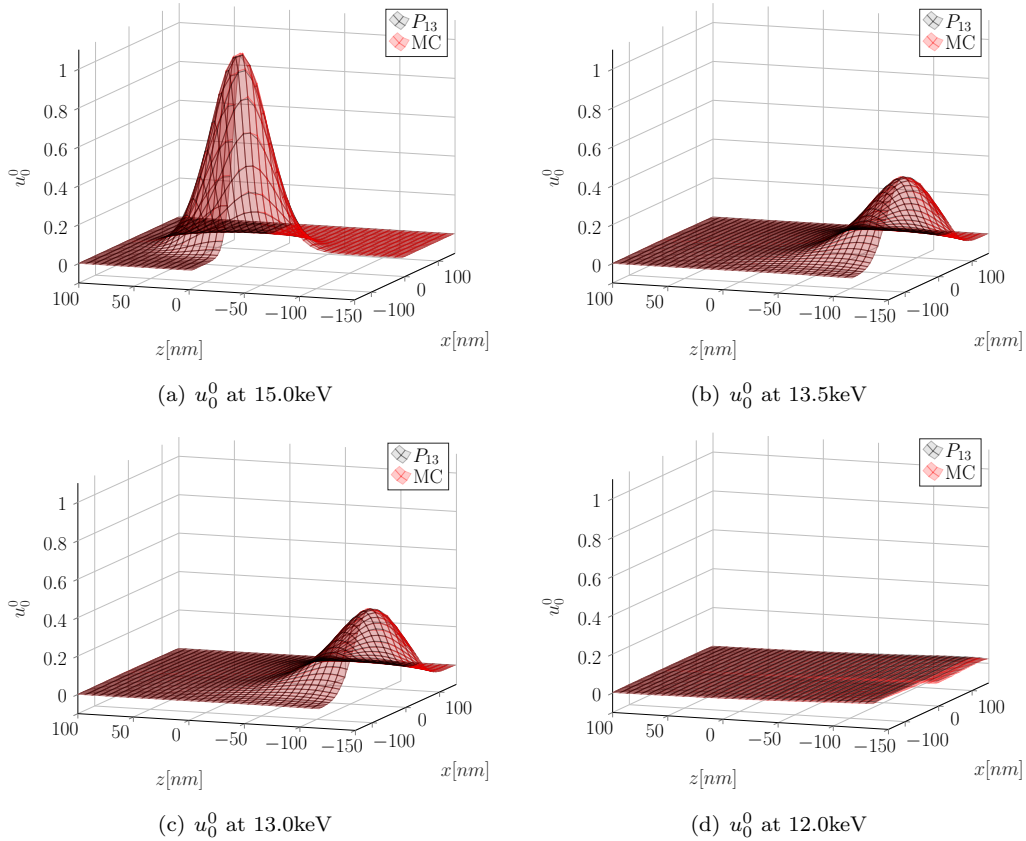 P₁₃
MC
1
0.8
0.6
0.4
0.2
0
u₀⁰
100
50
0
−50
−100
−150
−100
0
100
z[nm]
x[nm]
(a) u₀⁰ at 15.0keV
P₁₃
MC
1
0.8
0.6
0.4
0.2
0
u₀⁰
100
50
0
−50
−100
−150
−100
0
100
z[nm]
x[nm]
(b) u₀⁰ at 13.5keV
P₁₃
MC
1
0.8
0.6
0.4
0.2
0
u₀⁰
100
50
0
−50
−100
−150
−100
0
100
z[nm]
x[nm]
(c) u₀⁰ at 13.0keV
P₁₃
MC
1
0.8
0.6
0.4
0.2
0
u₀⁰
100
50
0
−50
−100
−150
−100
0
100
z[nm]
x[nm]
(d) u₀⁰ at 12.0keV